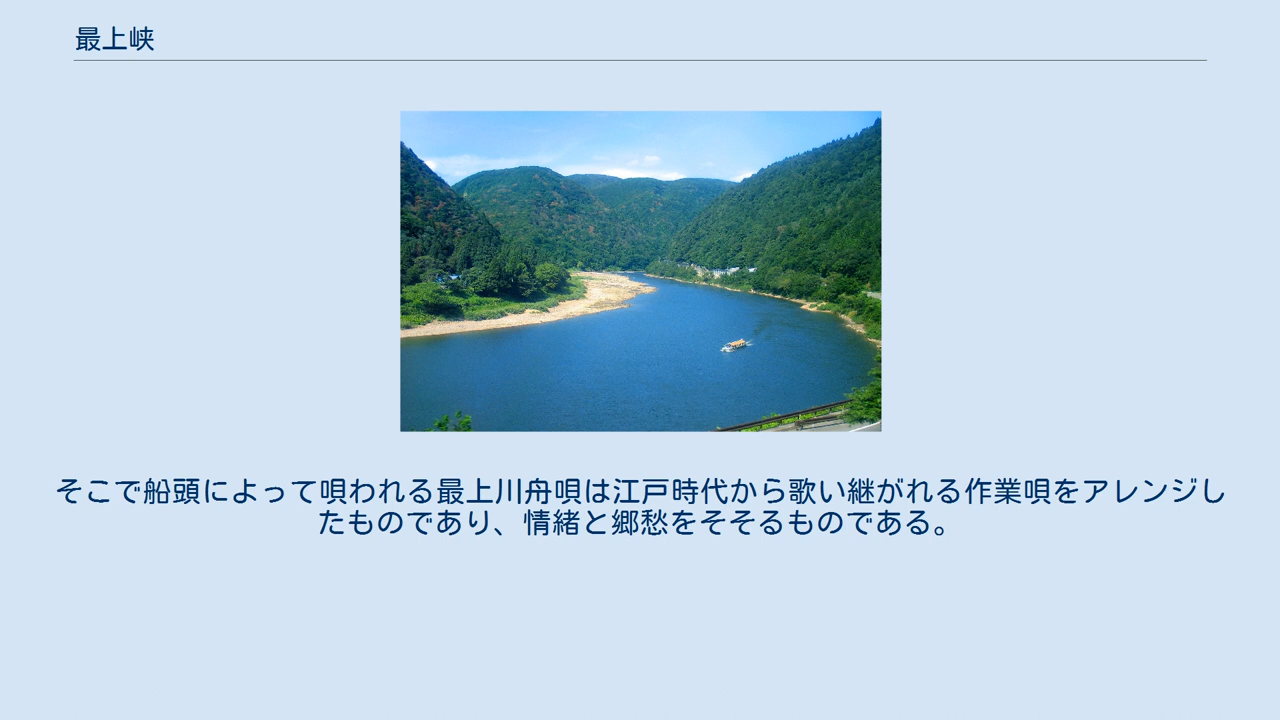 最上峡
そこで船頭によって唄われる最上川舟唄は江戸時代から歌い継がれる作業唄をアレンジし
たものであり、情緒と郷愁をそそるものである。